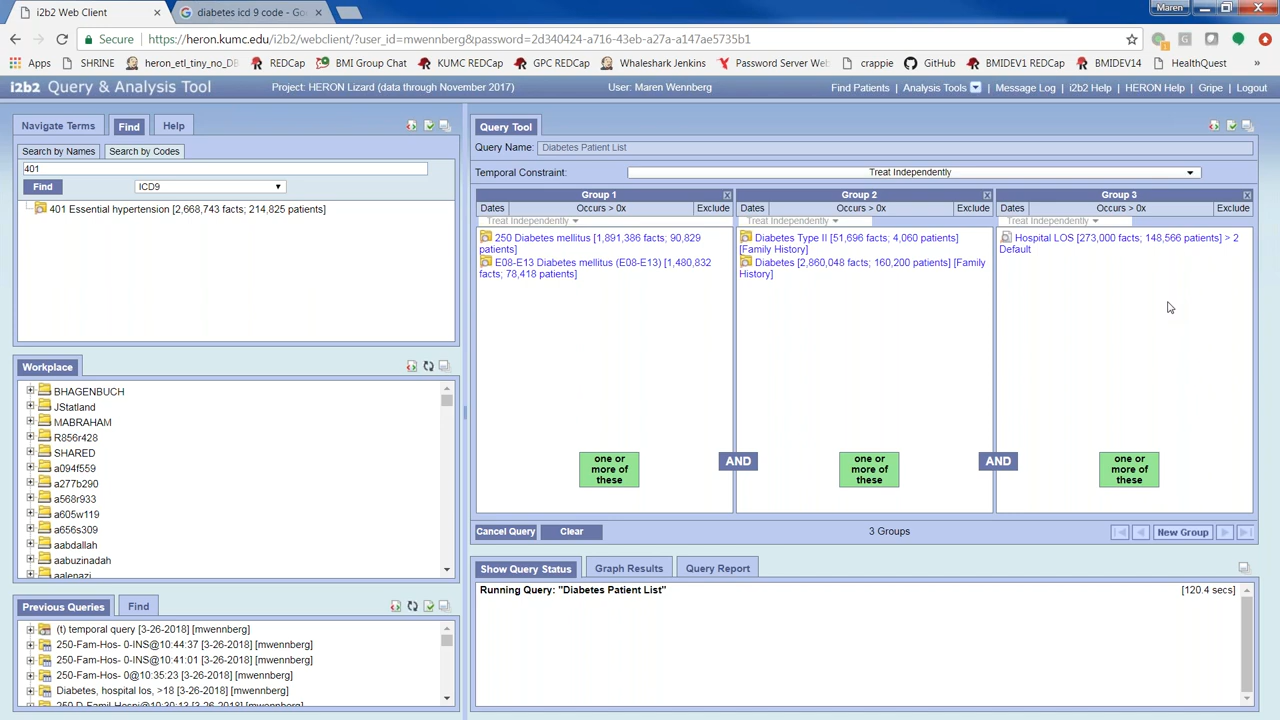 i2b2 Web Client
diabetes icd 9 code - Go
Maren
Secure
https://heron.kumc.edu/i2b2/webclient/?user_id=mwennberg&password=2d340424-a716-43eb-a27a-a147ae5735b1
Apps SHRINE heron_etl_tiny_no_DE REDCap BMI Group Chat KUMC REDCap GPC REDCap Whaleshark Jenkins Password Server Web crappie GitHub BMIDEV1 REDCap BMIDEV14 HealthQuest »
i2b2 Query & Analysis Tool Project: HERON Lizard (data through November 2017) User: Maren Wennberg Find Patients | Analysis Tools | Message Log | i2b2 Help | HERON Help | Gripe | Logout
Navigate Terms Find Help
Search by Names Search by Codes
401
Find ICD9
401 Essential hypertension [2,668,743 facts; 214,825 patients]
Workplace
BHAGENBUCH
JStatland
MABRAHAM
R856r428
SHARED
a094f559
a277b290
a568r933
a605w119
a656s309
aabdallah
aabuzinadah
aalenazi
Previous Queries Find
(t) temporal query [3-26-2018] [mwennberg]
250-Fam-Hos- 0-INS@10:44:37 [3-26-2018] [mwennberg]
250-Fam-Hos- 0-INS@10:41:01 [3-26-2018] [mwennberg]
250-Fam-Hos- 0@10:35:23 [3-26-2018] [mwennberg]
Diabetes, hospital los, >18 [3-26-2018] [mwennberg]
250 D-Famil-Hospi@10:30:13 [3-26-2018] [mwennberg]
Query Tool
Query Name: Diabetes Patient List
Temporal Constraint: Treat Independently
Group 1 Group 2 Group 3
Dates Occurs > 0x Exclude Dates Occurs > 0x Exclude Dates Occurs > 0x Exclude
Treat Independently Treat Independently Treat Independently
250 Diabetes mellitus [1,891,386 facts; 90,829
patients]
E08-E13 Diabetes mellitus (E08-E13) [1,480,832
facts; 78,418 patients]
Diabetes Type II [51,696 facts; 4,060 patients]
[Family History]
Diabetes [2,860,048 facts; 160,200 patients] [Family
History]
Hospital LOS [273,000 facts; 148,566 patients] > 2
Default
one or
more of
these
AND
one or
more of
these
AND
one or
more of
these
Cancel Query Clear 3 Groups New Group
Show Query Status Graph Results Query Report
Running Query: "Diabetes Patient List" [120.4 secs]